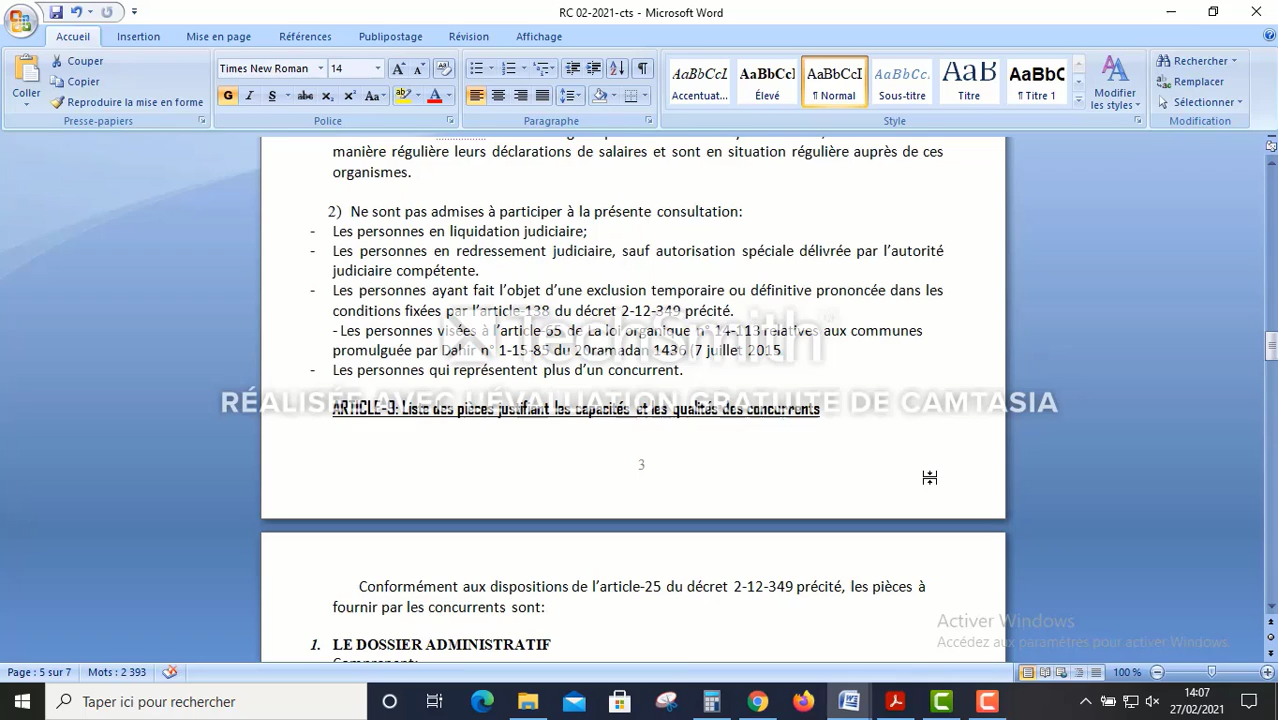 RC 02-2021-cts - Microsoft Word
Accueil Insertion Mise en page Références Publipostage Révision Affichage
Coller
Couper
Copier
Reproduire la mise en forme
Presse-papiers
Times New Roman 14
Police
Paragraphe
AaBbCcI AaBbCcI AaBbCcI AaBbCc. AaB AaBbC
Accentuat... Élevé ¶ Normal Sous-titre Titre ¶ Titre 1
Style
Modifier les styles
Rechercher
Remplacer
Sélectionner
Modification
manière régulière leurs déclarations de salaires et sont en situation régulière auprès de ces
organismes.
2) Ne sont pas admises à participer à la présente consultation:
- Les personnes en liquidation judiciaire;
- Les personnes en redressement judiciaire, sauf autorisation spéciale délivrée par l'autorité
judiciaire compétente.
- Les personnes ayant fait l'objet d'une exclusion temporaire ou définitive prononcée dans les
conditions fixées par l'article-138 du décret 2-12-349 précité.
- Les personnes visées à l'article-65 de La loi organique n° 14-113 relatives aux communes
promulguée par Dahir n° 1-15-85 du 20ramadan 1436 (7 juillet 2015
- Les personnes qui représentent plus d'un concurrent.
TechSmith
RÉALISÉE AVEC L'ÉVALUATION GRATUITE DE CAMTASIA
Liste des pièces justifiant les capacités et les qualités des concurrents
3
Conformément aux dispositions de l'article-25 du décret 2-12-349 précité, les pièces à
fournir par les concurrents sont:
1. LE DOSSIER ADMINISTRATIF
Activer Windows
Accédez aux paramètres pour activer Windows.
Page : 5 sur 7 Mots : 2 393 100 %
Taper ici pour rechercher
14:07
27/02/2021